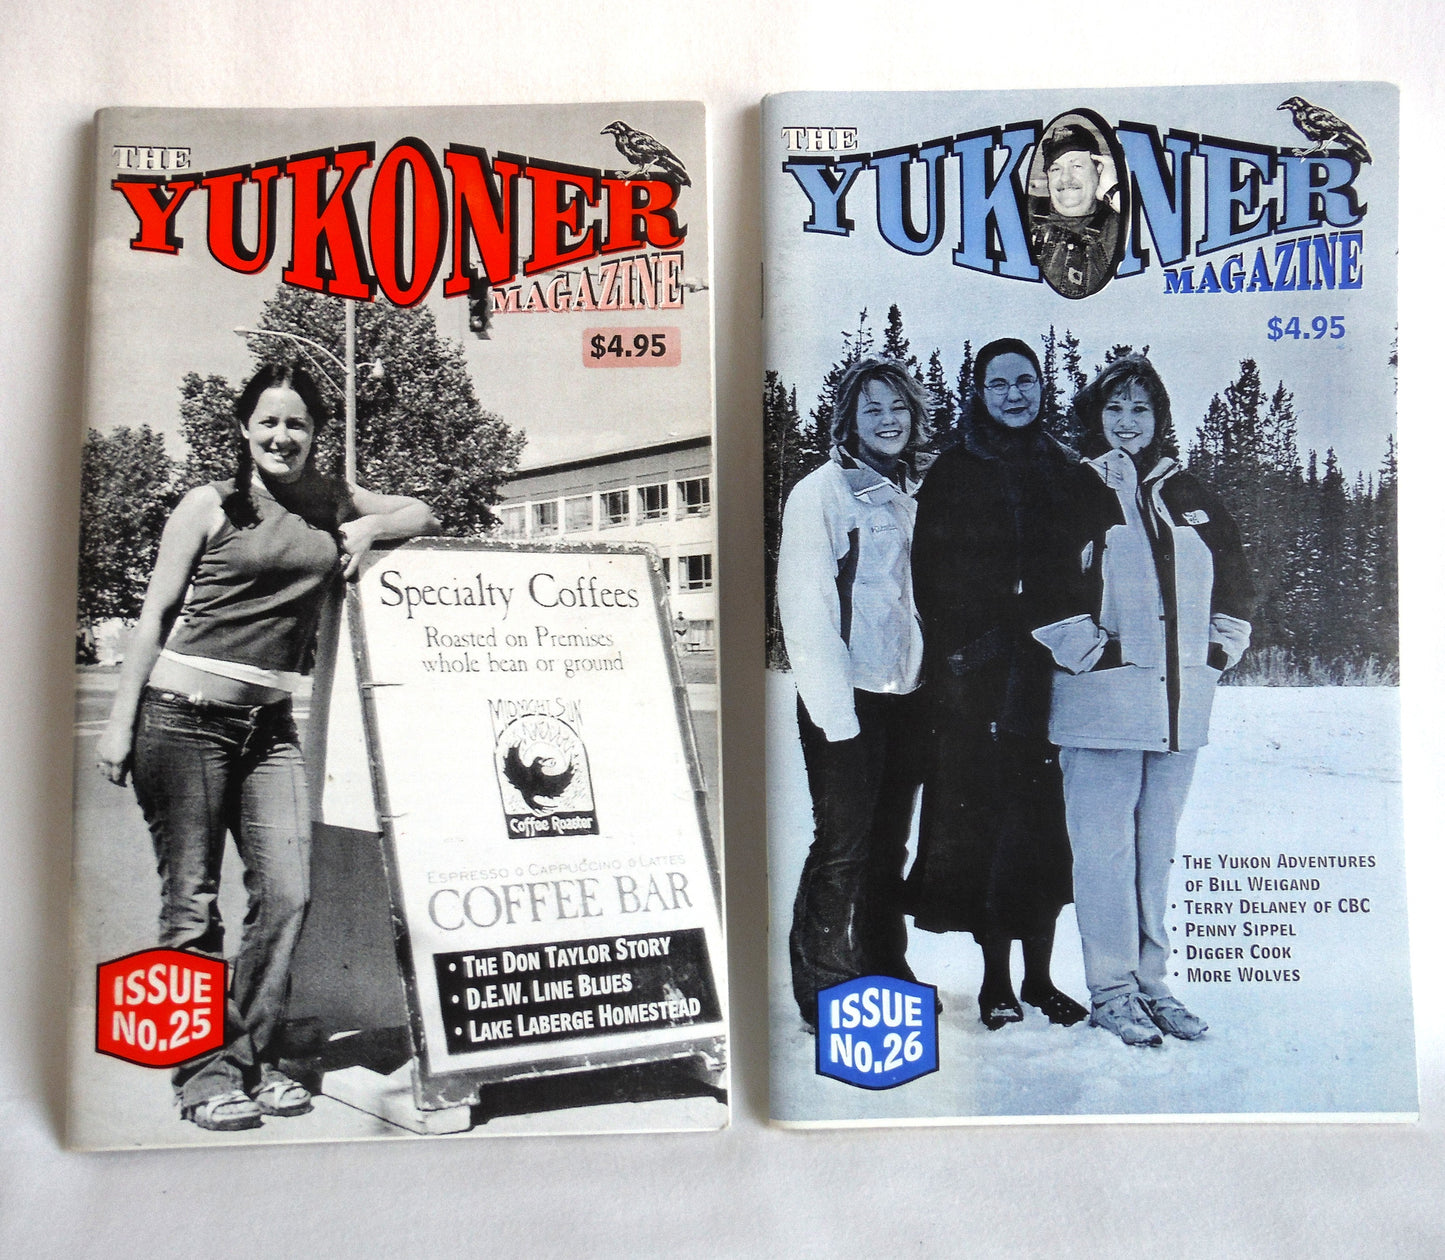 THE
YUKONER
MAGAZINE
$4.95
Specialty Coffees
Roasted on Premises
whole bean or ground
MIDNIGHT SUN
Coffee Roaster
ESPRESSO CAPPUCCINO LATTES
COFFEE BAR
• THE DON TAYLOR STORY
• D.E.W. LINE BLUES
• LAKE LABERGE HOMESTEAD
ISSUE
No.25
THE
YUKONER
MAGAZINE
$4.95
• THE YUKON ADVENTURES
OF BILL WEIGAND
• TERRY DELANEY OF CBC
• PENNY SIPPEL
• DIGGER COOK
• MORE WOLVES
ISSUE
No.26